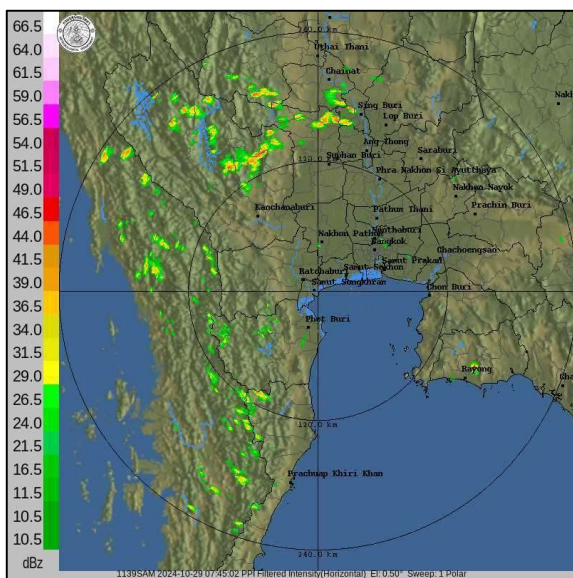 66.5
64.0
61.5
59.0
56.5
54.0
51.5
49.0
46.5
44.0
41.5
39.0
36.5
34.0
31.5
29.0
26.5
24.0
21.5
16.5
11.5
10.5
10.5
dBz
Uthai Thani
Chainat
Sing Buri
Lop Buri
Ang Thong
Saraburi
Suphan Buri
Phra Nakhon Si Ayutthaya
Nakhon Nayok
Kanchanaburi
Pathum Thani
Prachin Buri
Nakhon Pathom
Nonthaburi
Bangkok
Chachoengsao
Samut Prakan
Samut Sakhon
Ratchaburi
Samut Songkhram
Chon Buri
Phet Buri
Rayong
Cha
120.0 km
Prachuap Khiri Khan
240.0 km
1139SAM 2024-10-29 07:45:02 PPI Filtered Intensity(Horizontal) El: 0.50° Sweep: 1 Polar